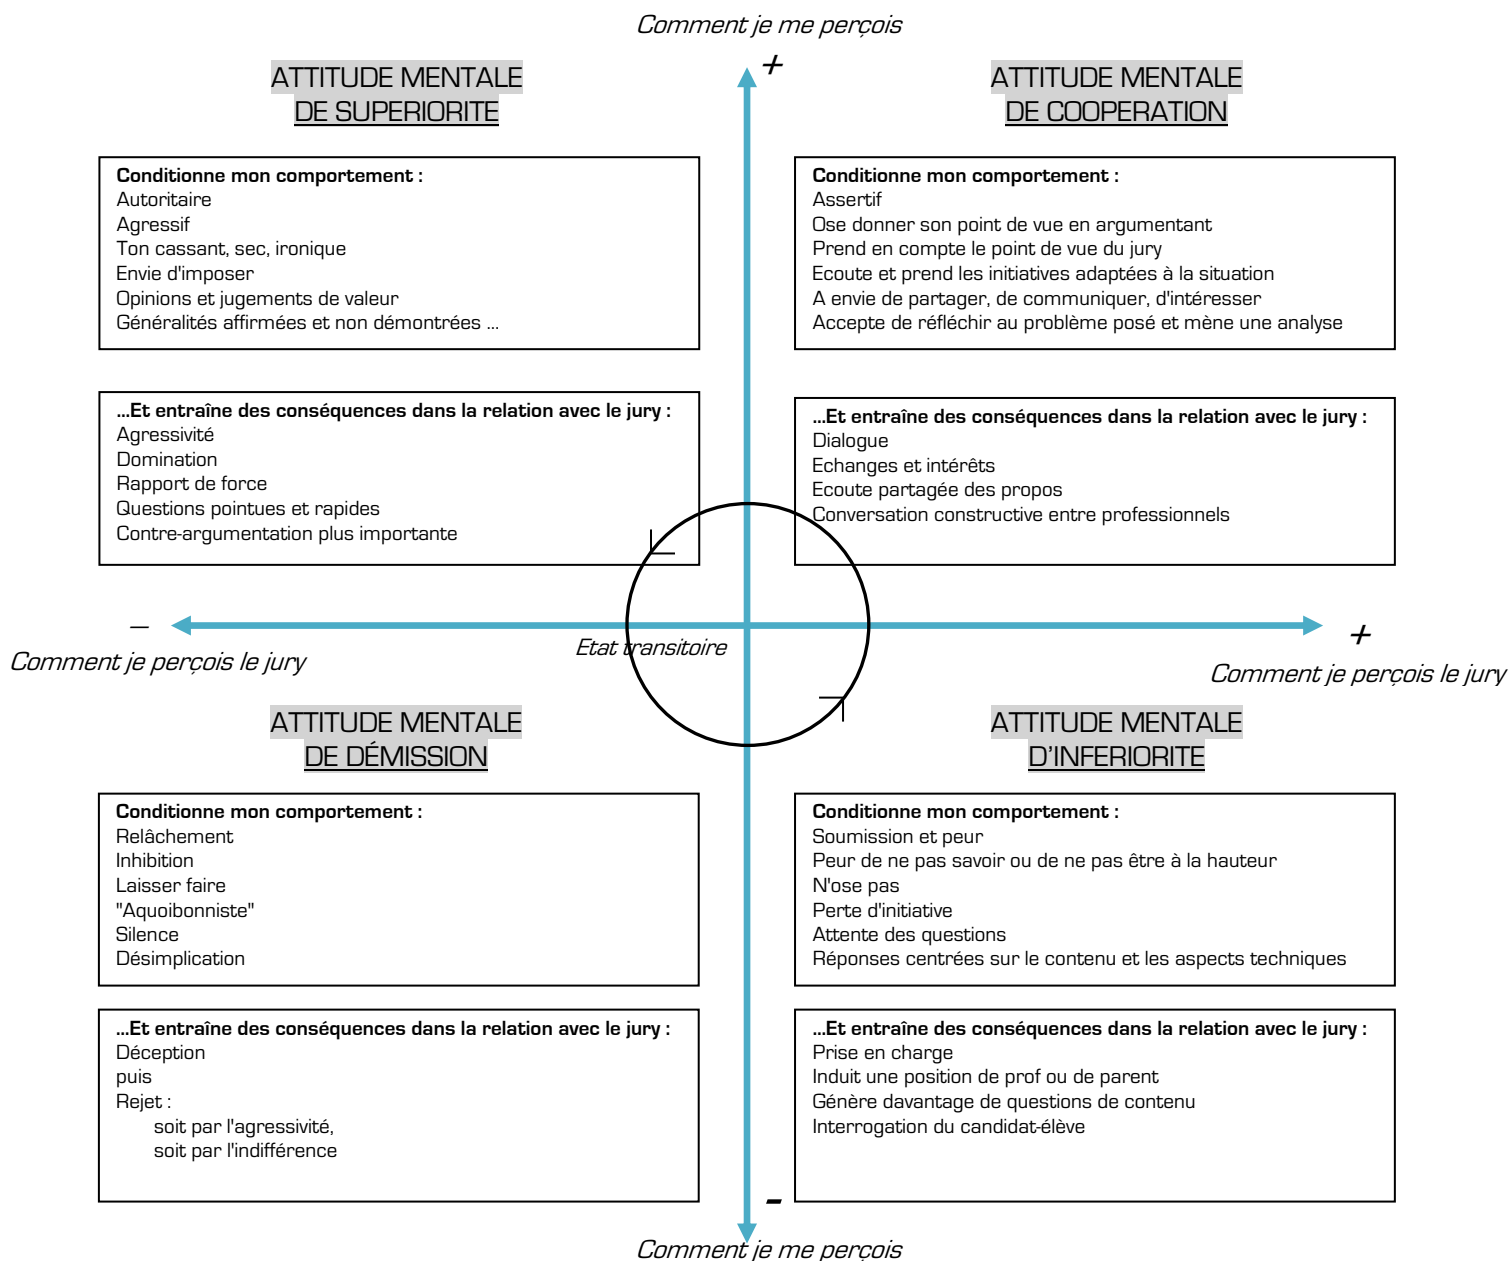 Comment je me perçois
+
ATTITUDE MENTALE
DE SUPERIORITE
Conditionne mon comportement :
Autoritaire
Agressif
Ton cassant, sec, ironique
Envie d'imposer
Opinions et jugements de valeur
Généralités affirmées et non démontrées ...
...Et entraîne des conséquences dans la relation avec le jury :
Agressivité
Domination
Rapport de force
Questions pointues et rapides
Contre-argumentation plus importante
ATTITUDE MENTALE
DE COOPERATION
Conditionne mon comportement :
Assertif
Ose donner son point de vue en argumentant
Prend en compte le point de vue du jury
Ecoute et prend les initiatives adaptées à la situation
A envie de partager, de communiquer, d'intéresser
Accepte de réfléchir au problème posé et mène une analyse
...Et entraîne des conséquences dans la relation avec le jury :
Dialogue
Echanges et intérêts
Ecoute partagée des propos
Conversation constructive entre professionnels
–
Comment je perçois le jury
Etat transitoire
+
Comment je perçois le jury
ATTITUDE MENTALE
DE DÉMISSION
Conditionne mon comportement :
Relâchement
Inhibition
Laisser faire
"Aquoibonniste"
Silence
Désimplication
...Et entraîne des conséquences dans la relation avec le jury :
Déception
puis
Rejet :
soit par l'agressivité,
soit par l'indifférence
ATTITUDE MENTALE
D'INFERIORITE
Conditionne mon comportement :
Soumission et peur
Peur de ne pas savoir ou de ne pas être à la hauteur
N'ose pas
Perte d'initiative
Attente des questions
Réponses centrées sur le contenu et les aspects techniques
...Et entraîne des conséquences dans la relation avec le jury :
Prise en charge
Induit une position de prof ou de parent
Génère davantage de questions de contenu
Interrogation du candidat-élève
-
Comment je me perçois